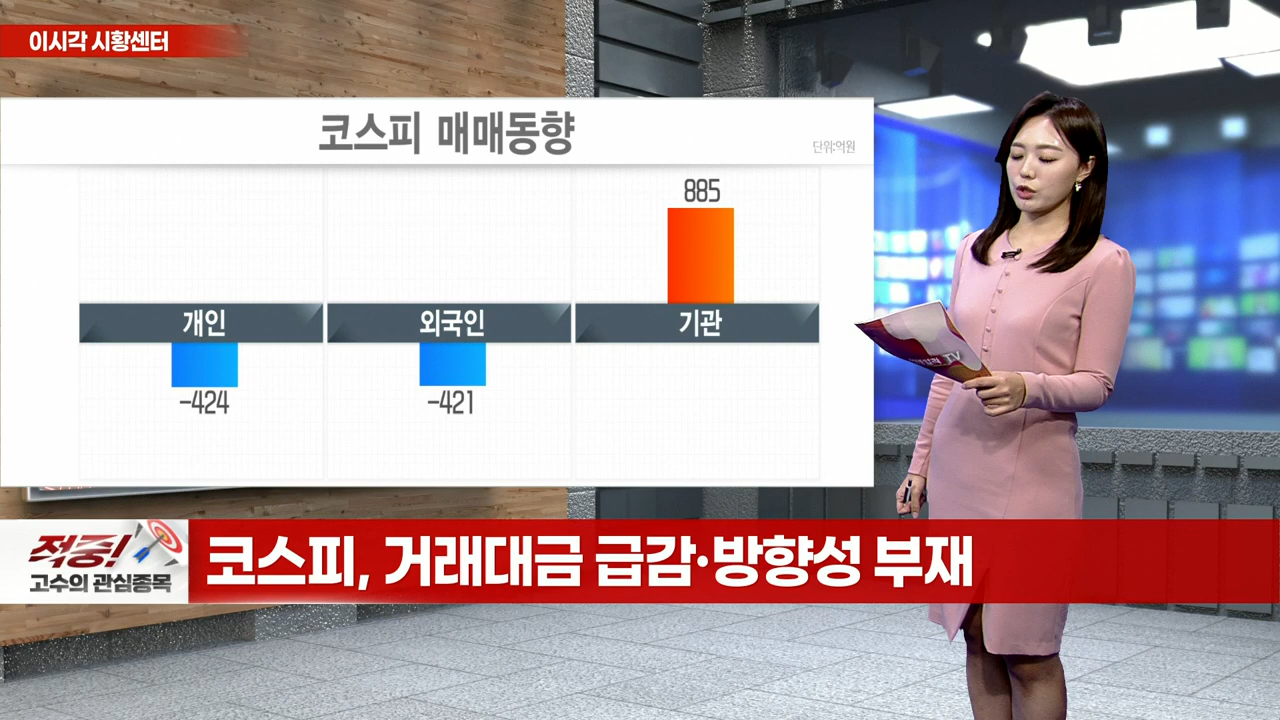 이시각 시황센터
코스피 매매동향
단위:억원
885
개인
외국인
기관
-424
-421
TV
적중!
고수의 관심종목
코스피, 거래대금 급감·방향성 부재